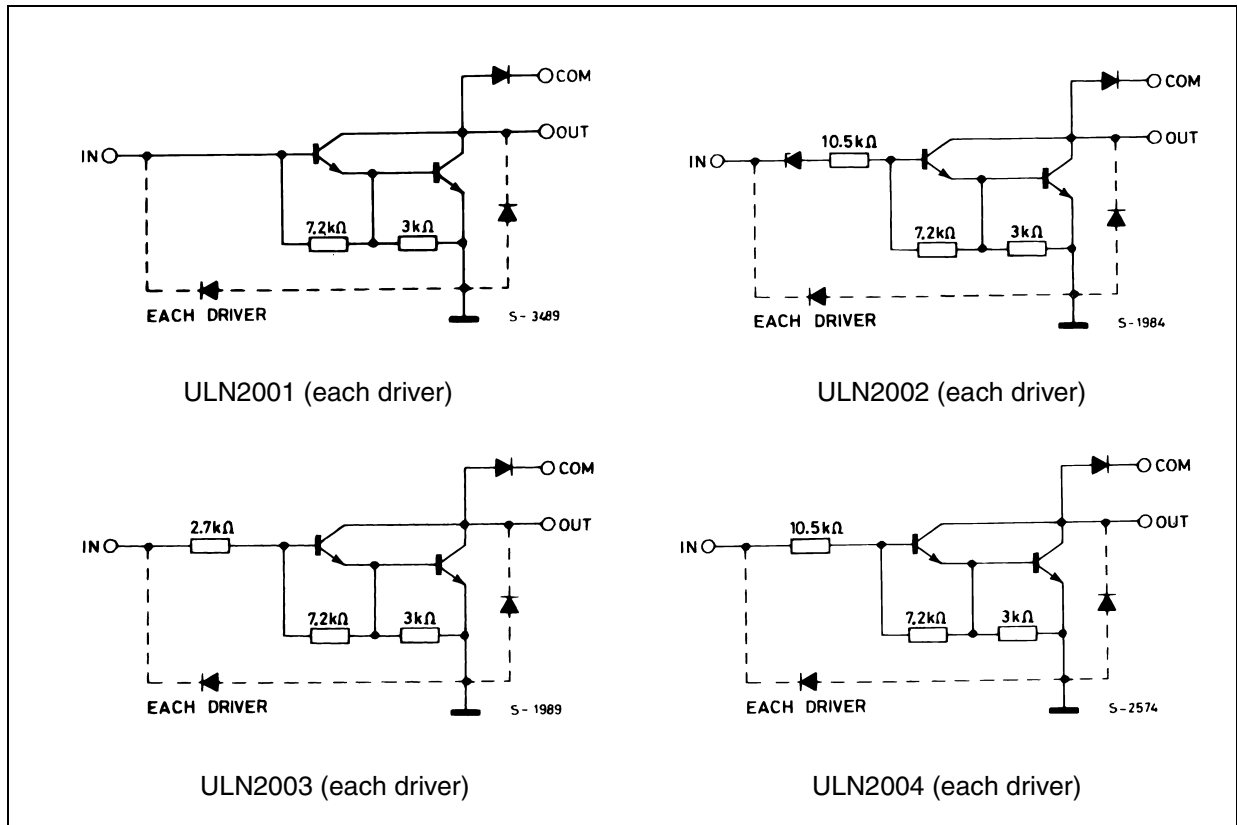 COM
OUT
IN
7.2kΩ 3kΩ
EACH DRIVER
S-3489
ULN2001 (each driver)
COM
OUT
IN
10.5kΩ
7.2kΩ 3kΩ
EACH DRIVER
S-1984
ULN2002 (each driver)
COM
OUT
IN
2.7kΩ
7.2kΩ 3kΩ
EACH DRIVER
S-1989
ULN2003 (each driver)
COM
OUT
IN
10.5kΩ
7.2kΩ 3kΩ
EACH DRIVER
S-2574
ULN2004 (each driver)